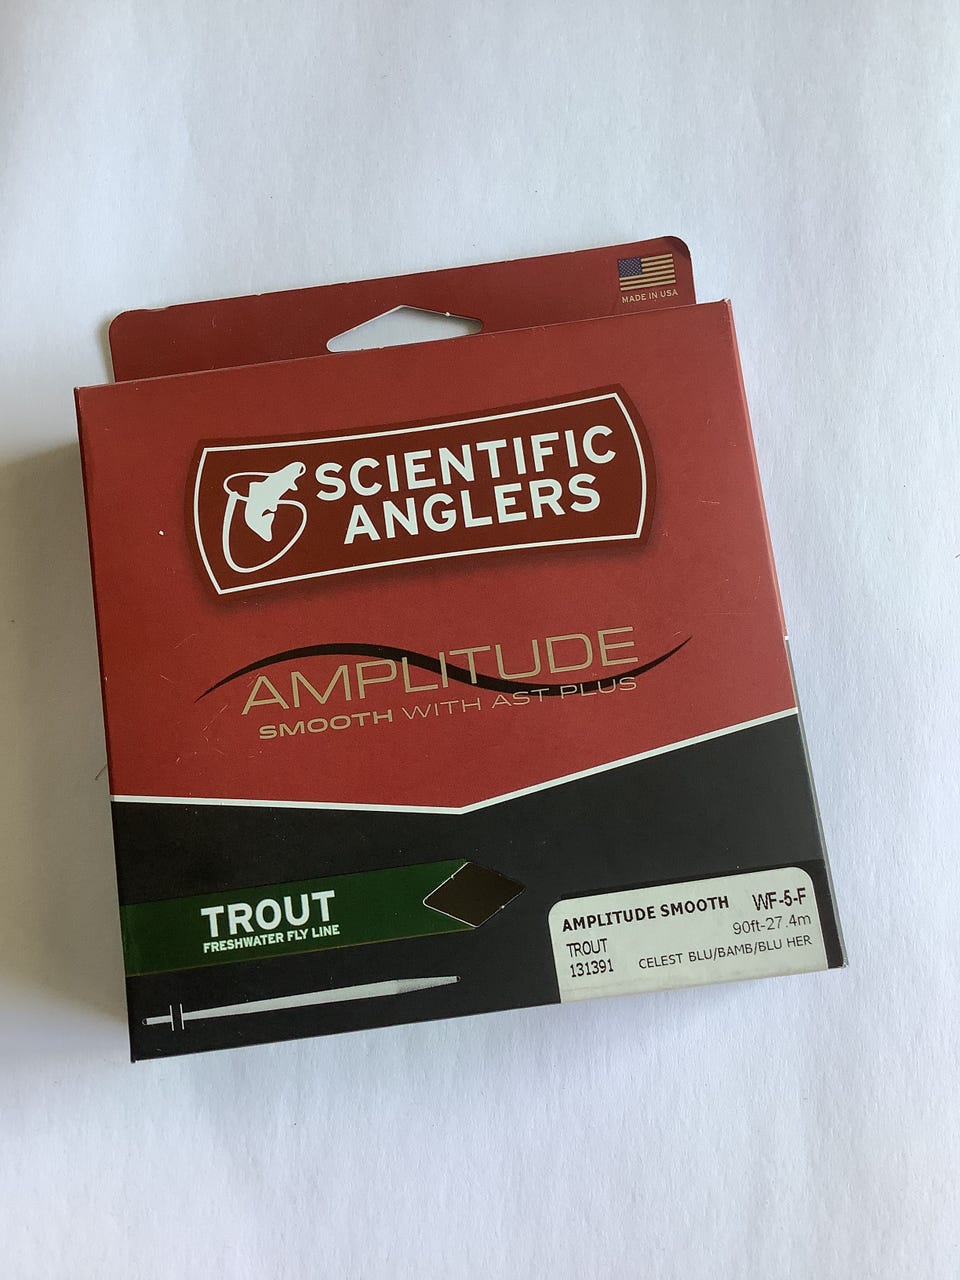 MADE IN USA
SCIENTIFIC
ANGLERS
AMPLITUDE
SMOOTH WITH AST PLUS
TROUT
FRESHWATER FLY LINE
AMPLITUDE SMOOTH WF-5-F
90ft-27.4m
TROUT
131391 CELEST BLU/BAMB/BLU HER